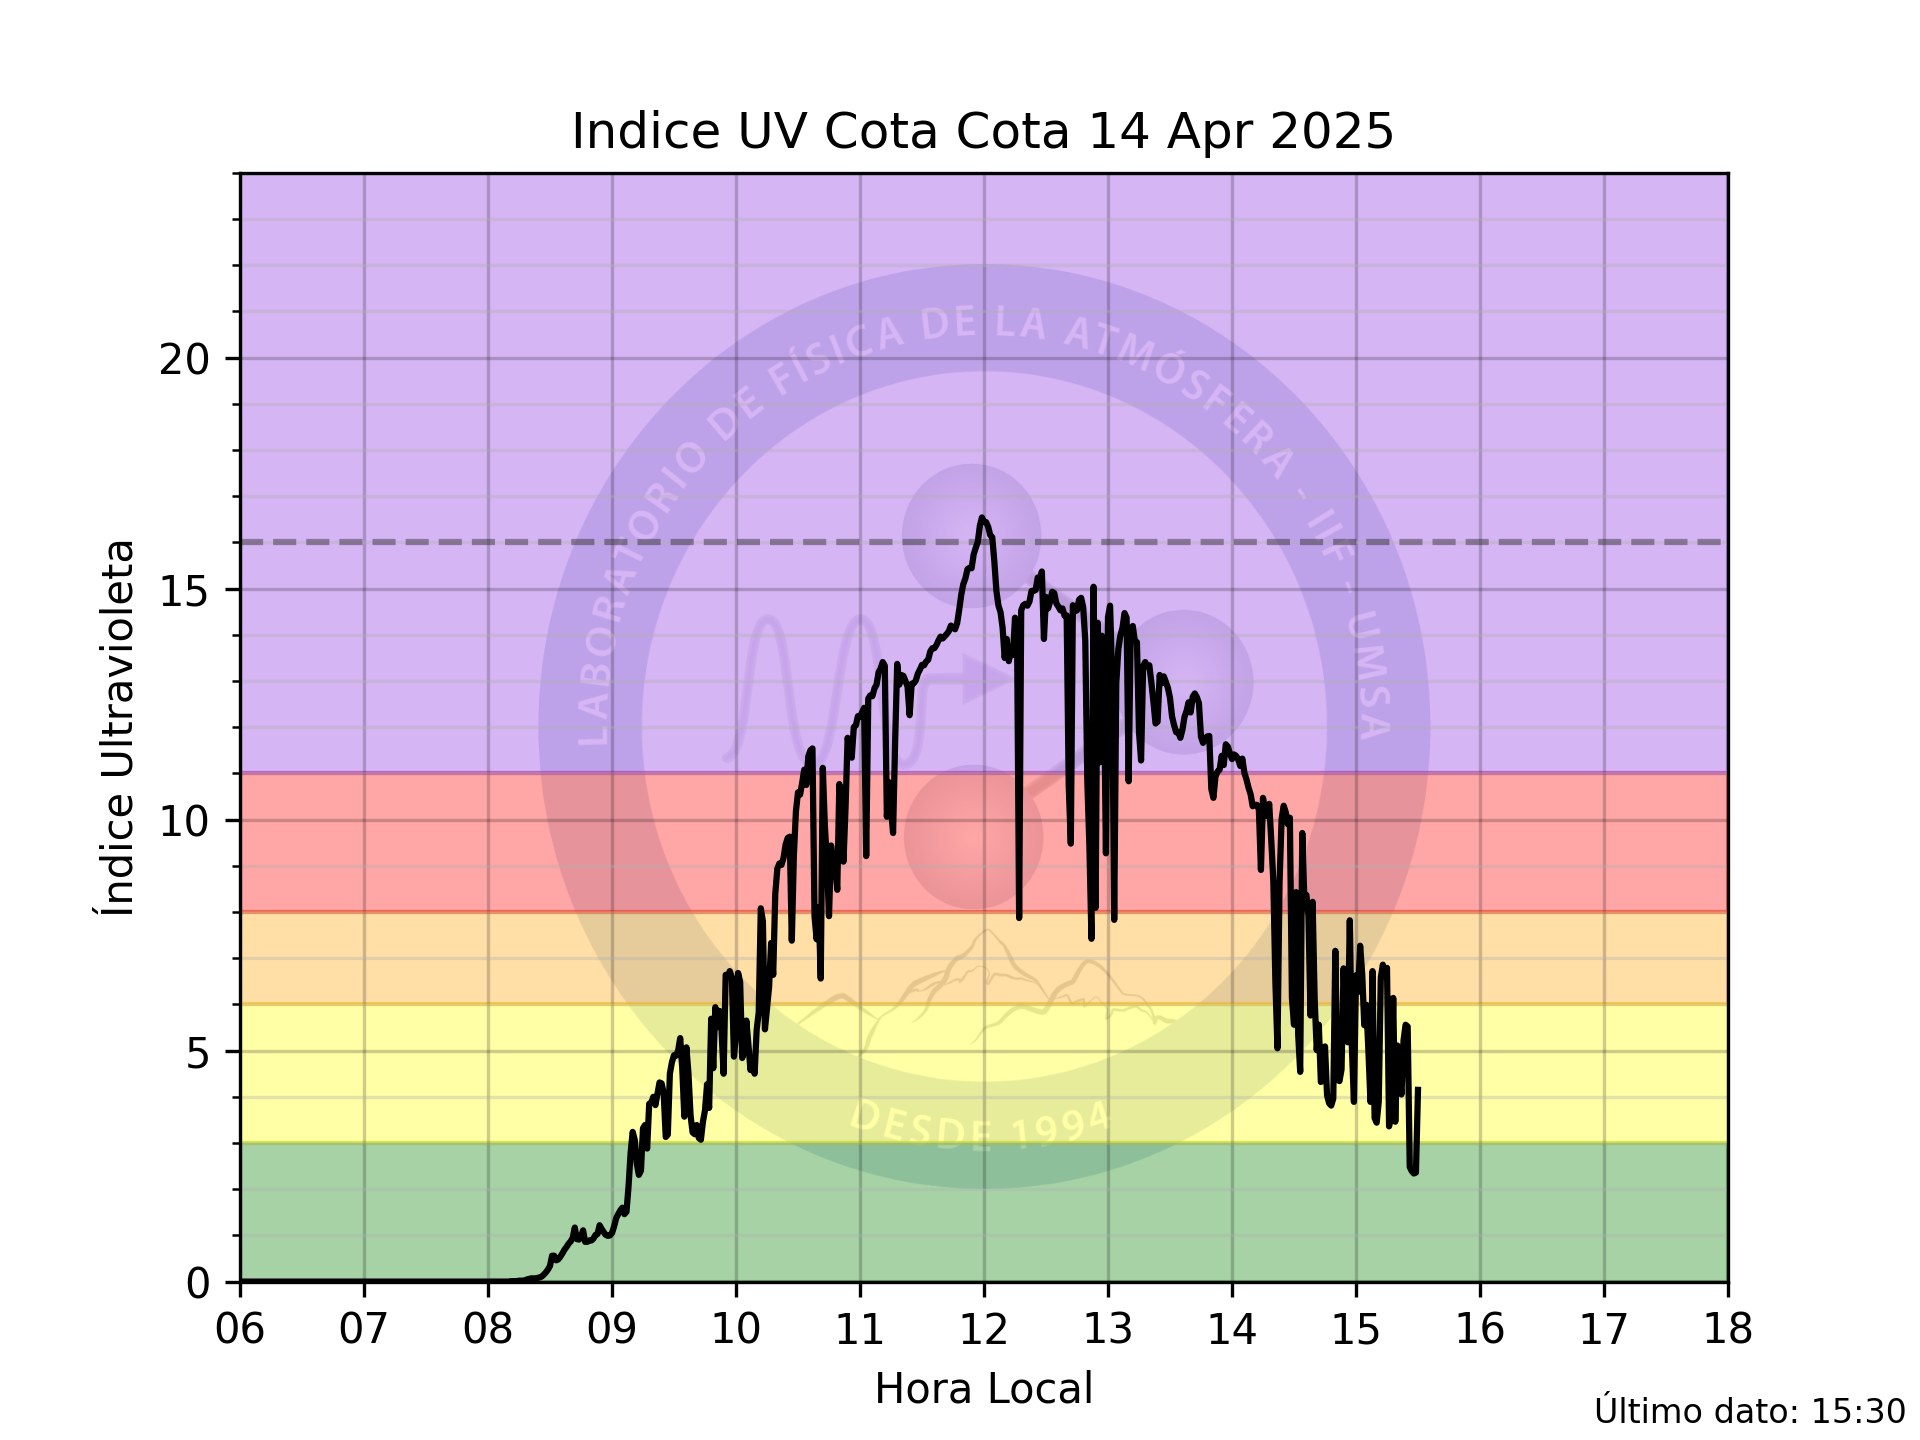 Indice UV Cota Cota 14 Apr 2025
Índice Ultravioleta
20
15
10
5
0
06 07 08 09 10 11 12 13 14 15 16 17 18
Hora Local
LABORATORIO DE FÍSICA DE LA ATMÓSFERA - IIF - UMSA
DESDE 1994
Último dato: 15:30